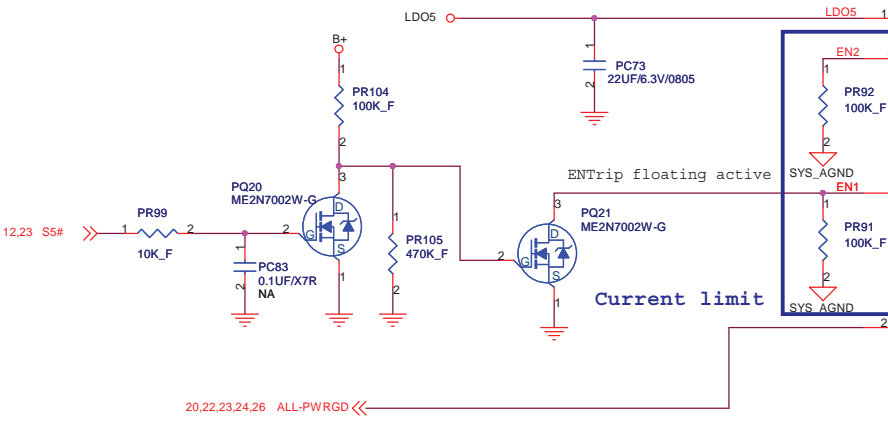 LDO5
LDO5
1
B+
EN2
1
1
1
PR104
100K_F
2
PC73
22UF/6.3V/0805
2
PR92
100K_F
2
3
ENTrip floating active
SYS_AGND
EN1
PQ20
ME2N7002W-G
D
G
S
3
PQ21
ME2N7002W-G
D
G
S
12,23 S5#
1
PR99
2
10K_F
2
1
PR105
470K_F
2
2
1
PR91
100K_F
2
1
PC83
0.1UF/X7R
NA
2
1
1
Current limit
SYS_AGND
2
20,22,23,24,26 ALL-PWRGD